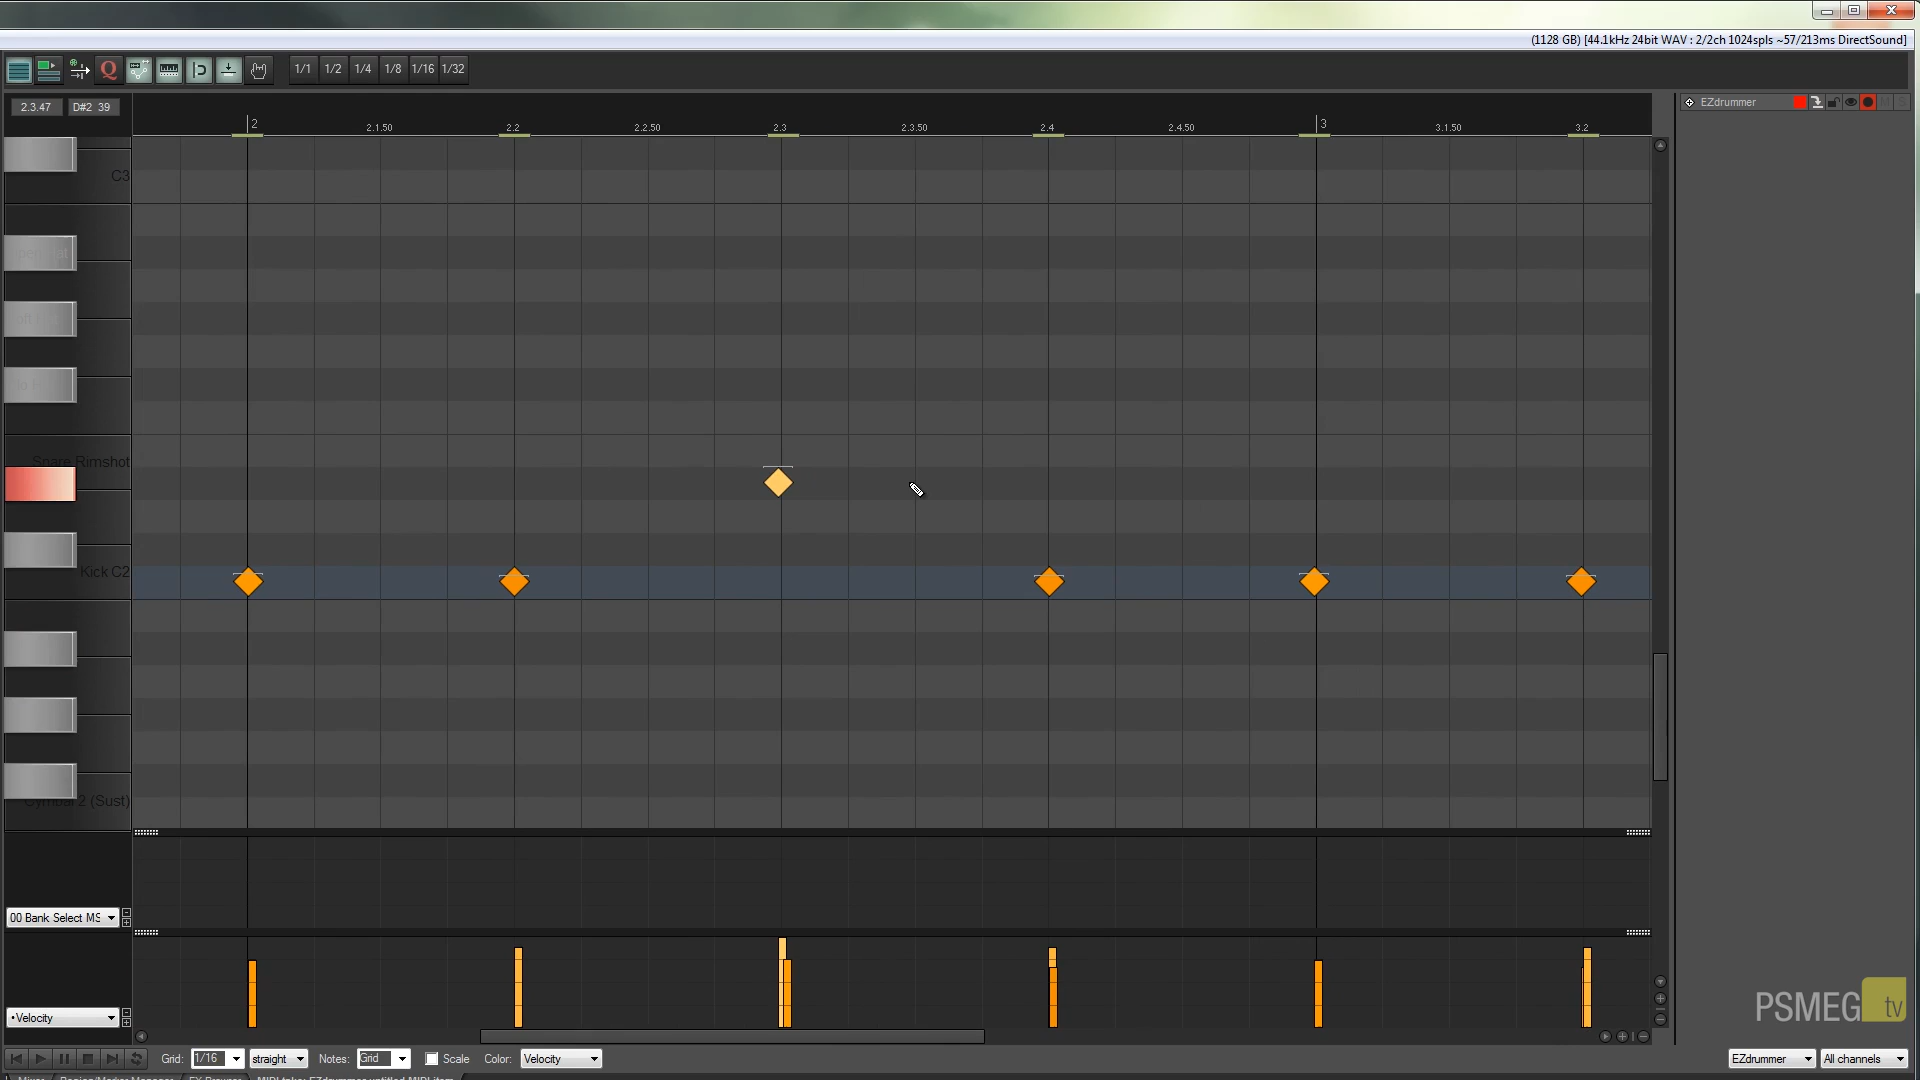 (1128 GB) [44.1kHz 24bit WAV : 2/2ch 1024spls ~57/213ms DirectSound]
Q 1/1 1/2 1/4 1/8 1/16 1/32
2.3.47 D#2 39
2 2.1.50 2.2 2.2.50 2.3 2.3.50 2.4 2.4.50 3 3.1.50 3.2
EZdrummer
C3
Snare Rimshot
Kick C2
Cymbal 2 (Sust)
00 Bank Select MS
•Velocity
PSMEG tv
Grid: 1/16 straight Notes: Grid Scale Color: Velocity EZdrummer All channels